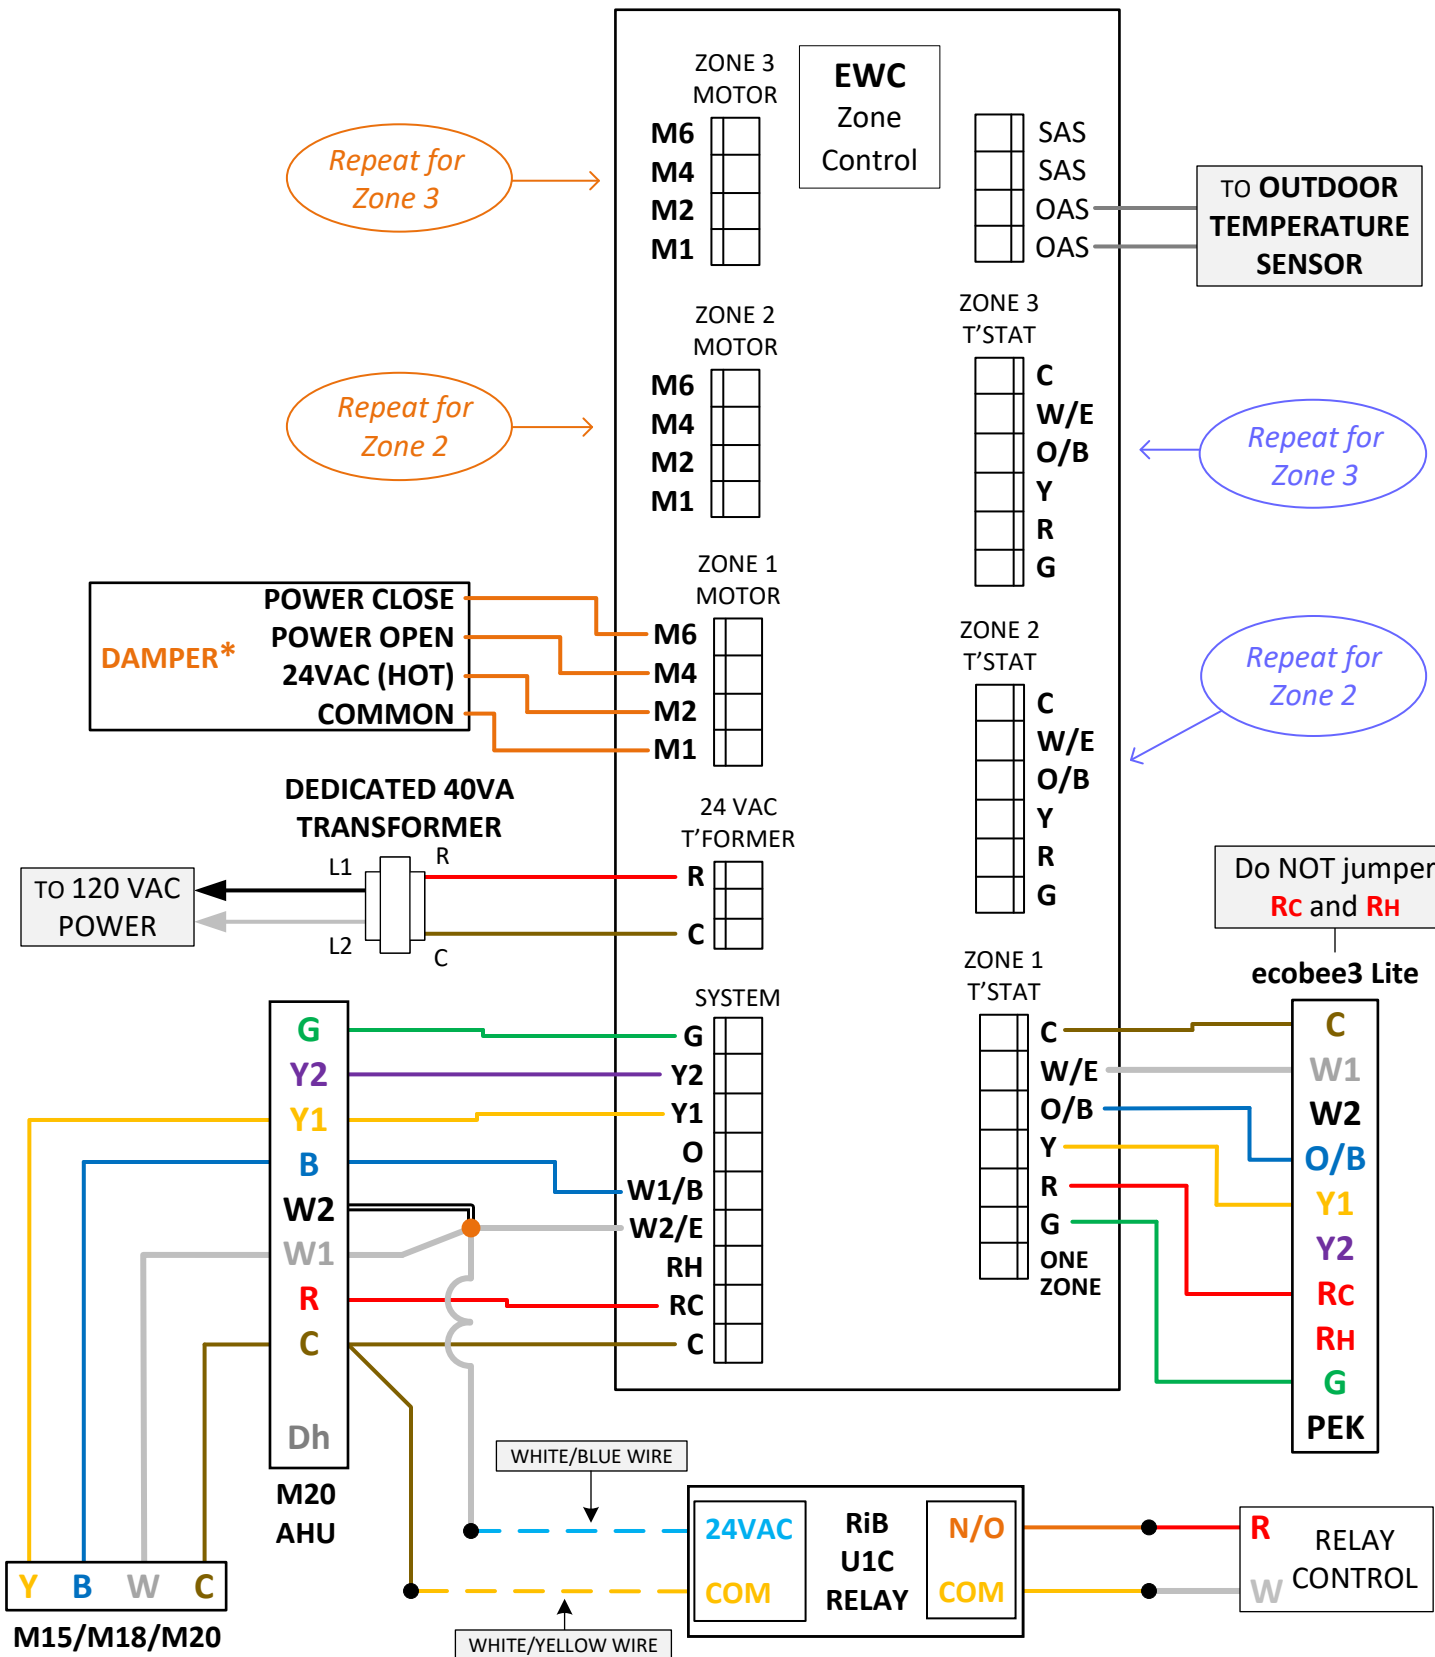 EWC
Zone
Control
ZONE 3
MOTOR
M6
M4
M2
M1
Repeat for
Zone 3
SAS
SAS
OAS
OAS
TO OUTDOOR
TEMPERATURE
SENSOR
ZONE 2
MOTOR
M6
M4
M2
M1
Repeat for
Zone 2
ZONE 3
T'STAT
C
W/E
O/B
Y
R
G
Repeat for
Zone 3
ZONE 1
MOTOR
M6
M4
M2
M1
DAMPER*
POWER CLOSE
POWER OPEN
24VAC (HOT)
COMMON
ZONE 2
T'STAT
C
W/E
O/B
Y
R
G
Repeat for
Zone 2
DEDICATED 40VA
TRANSFORMER
L1
R
L2
C
TO 120 VAC
POWER
24 VAC
T'FORMER
R
C
Do NOT jumper
RC and RH
ecobee3 Lite
C
W1
W2
O/B
Y1
Y2
RC
RH
G
PEK
ZONE 1
T'STAT
C
W/E
O/B
Y
R
G
ONE
ZONE
SYSTEM
G
Y2
Y1
O
W1/B
W2/E
RH
RC
C
G
Y2
Y1
B
W2
W1
R
C
Dh
M20
AHU
Y B W C
M15/M18/M20
WHITE/BLUE WIRE
WHITE/YELLOW WIRE
24VAC
COM
RiB
U1C
RELAY
N/O
COM
R
W
RELAY
CONTROL